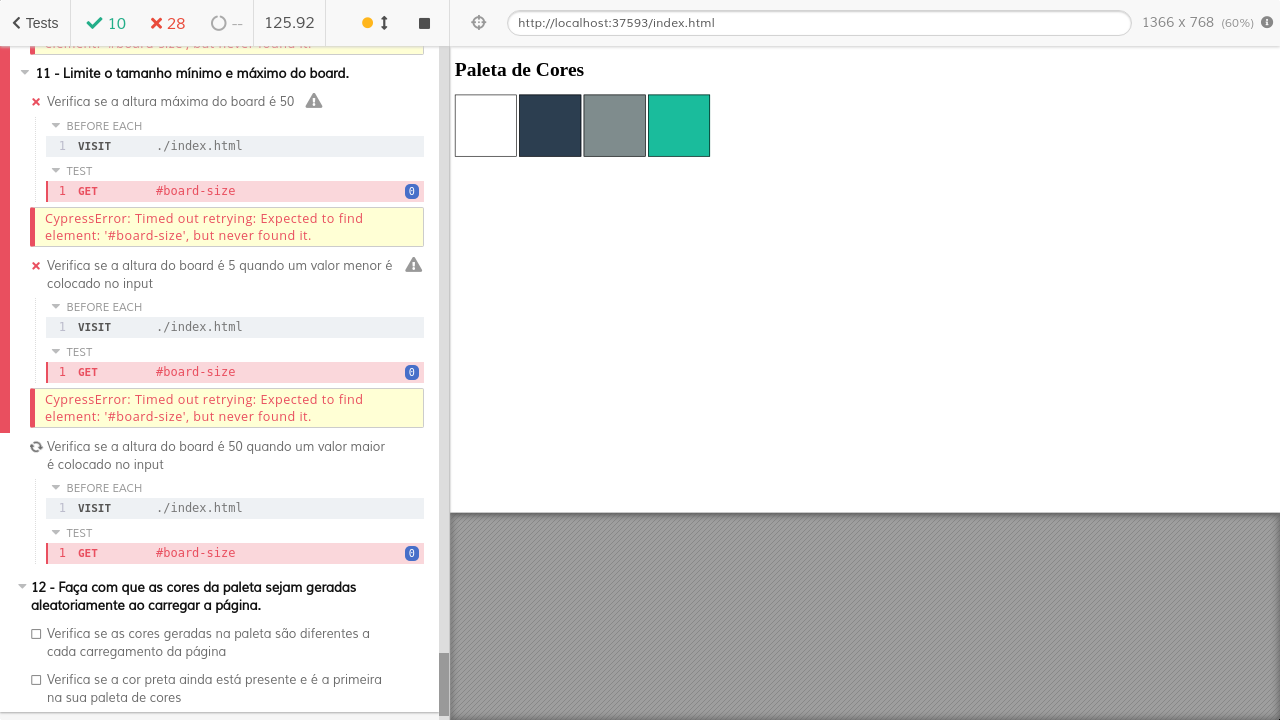 Tests
10
28
--
125.92
http://localhost:37593/index.html
1366 x 768 (60%)
element: '#board-size', but never found it.
11 - Limite o tamanho mínimo e máximo do board.
Verifica se a altura máxima do board é 50
BEFORE EACH
1 VISIT ./index.html
TEST
1 GET #board-size 0
CypressError: Timed out retrying: Expected to find
element: '#board-size', but never found it.
Verifica se a altura do board é 5 quando um valor menor é
colocado no input
BEFORE EACH
1 VISIT ./index.html
TEST
1 GET #board-size 0
CypressError: Timed out retrying: Expected to find
element: '#board-size', but never found it.
Verifica se a altura do board é 50 quando um valor maior
é colocado no input
BEFORE EACH
1 VISIT ./index.html
TEST
1 GET #board-size 0
12 - Faça com que as cores da paleta sejam geradas
aleatoriamente ao carregar a página.
Verifica se as cores geradas na paleta são diferentes a
cada carregamento da página
Verifica se a cor preta ainda está presente e é a primeira
na sua paleta de cores
Paleta de Cores